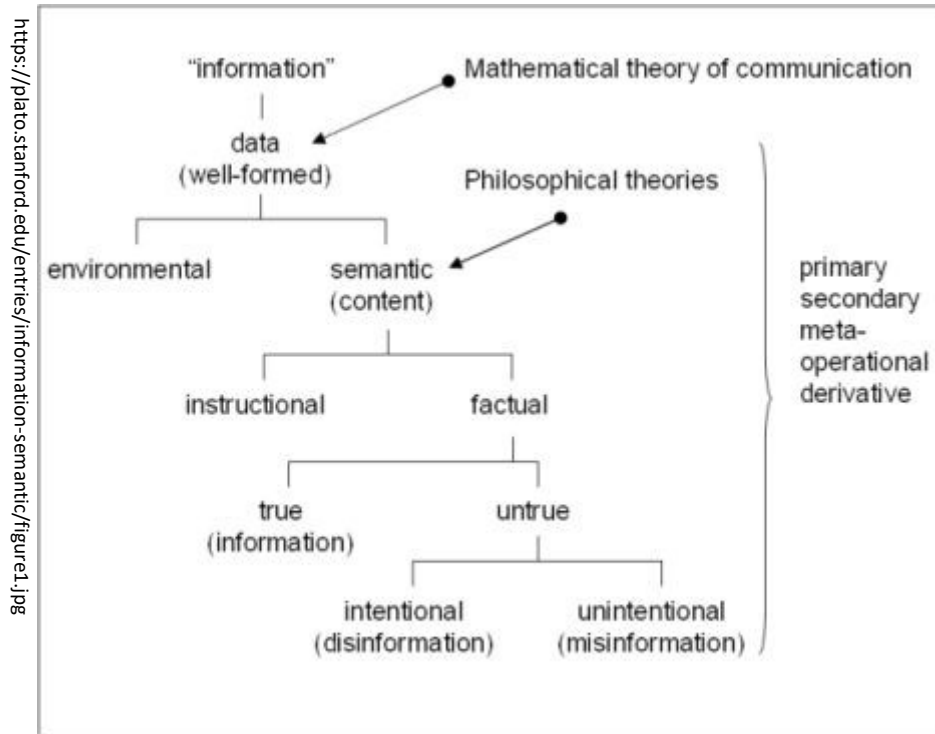 https://plato.stanford.edu/entries/information-semantic/figure1.jpg
“information”
Mathematical theory of communication
data
(well-formed)
Philosophical theories
environmental
semantic
(content)
primary
secondary
meta-
operational
derivative
instructional
factual
true
(information)
untrue
intentional
(disinformation)
unintentional
(misinformation)